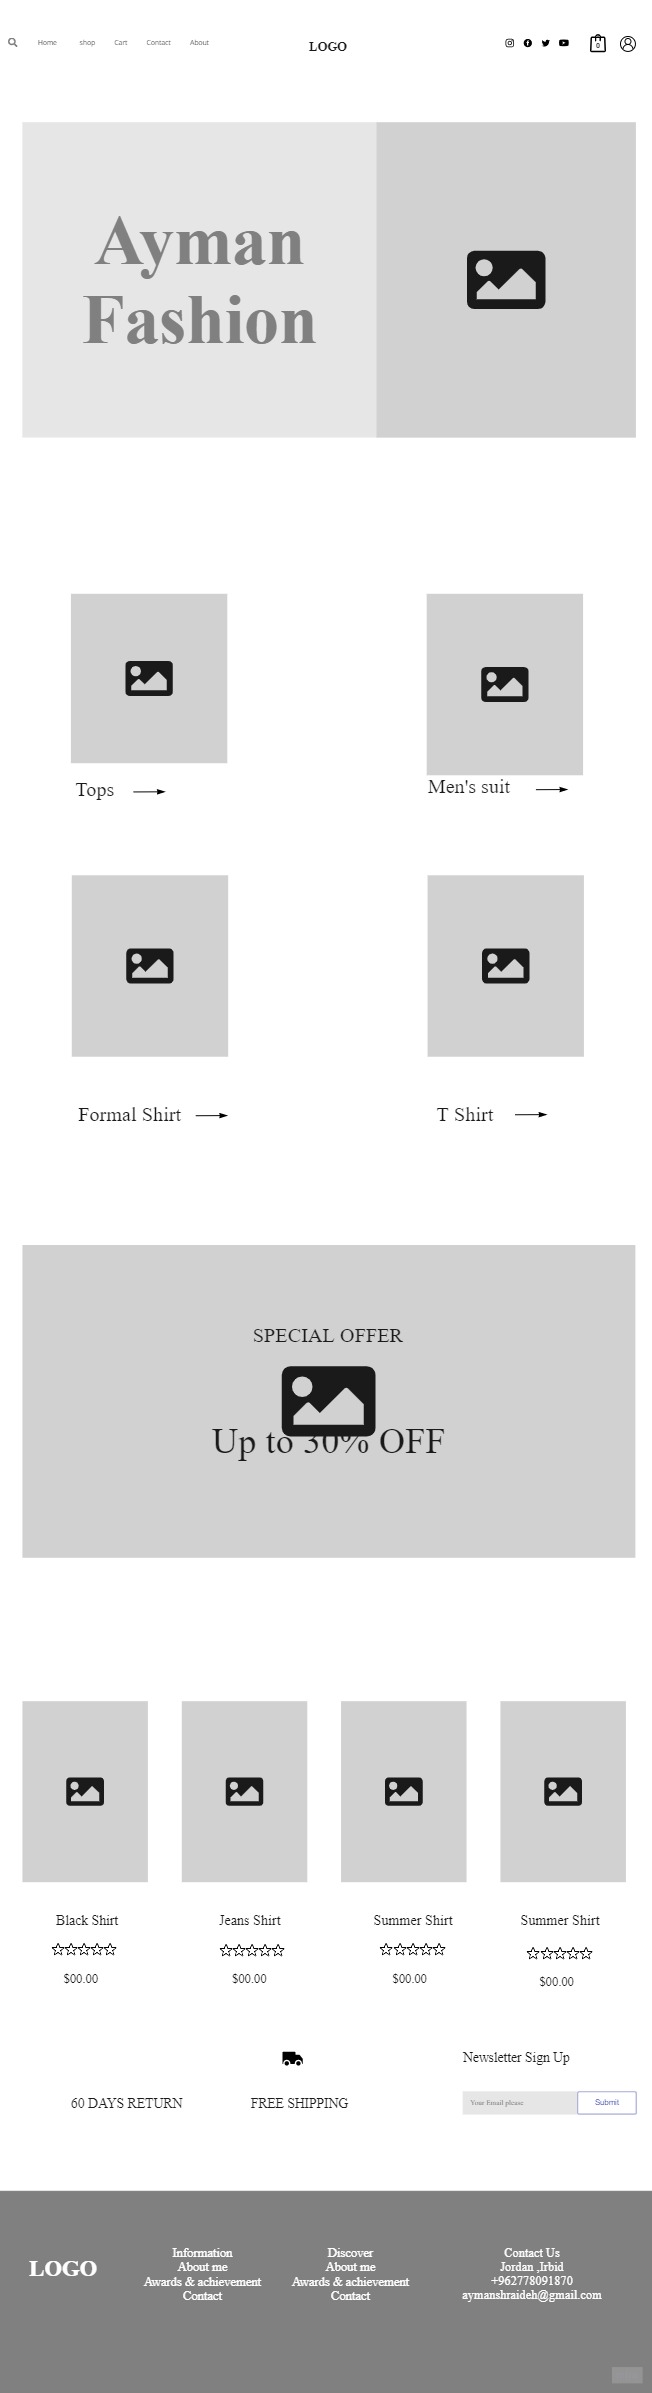 Home shop Cart Contact About
LOGO
0
Ayman
Fashion
Tops
Men's suit
Formal Shirt
T Shirt
SPECIAL OFFER
Up to 30% OFF
Black Shirt
Jeans Shirt
Summer Shirt
Summer Shirt
$00.00
$00.00
$00.00
$00.00
60 DAYS RETURN
FREE SHIPPING
Newsletter Sign Up
Your Email please
Submit
LOGO
Information
About me
Awards & achievement
Contact
Discover
About me
Awards & achievement
Contact
Contact Us
Jordan ,Irbid
+962778091870
aymanshraideh@gmail.com